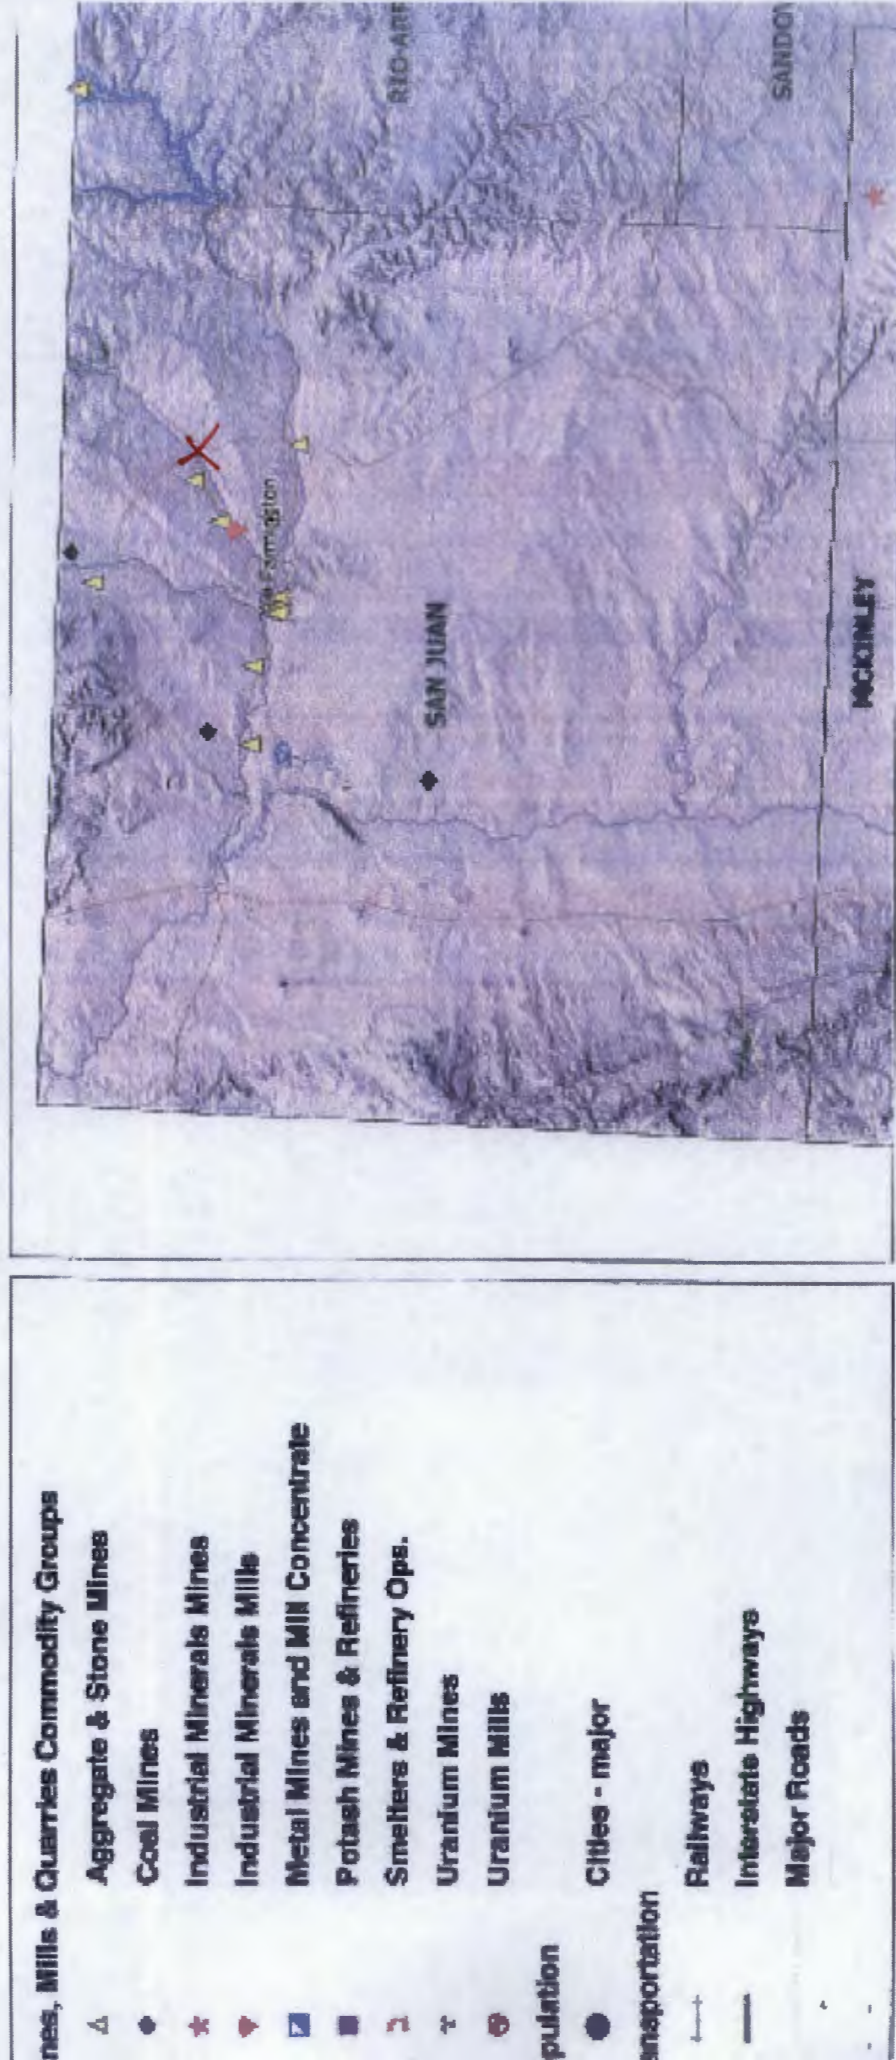 nes, Mills & Quarries Commodity Groups
Aggregate & Stone Mines
Coal Mines
Industrial Minerals Mines
Industrial Minerals Mills
Metal Mines and Mill Concentrate
Potash Mines & Refineries
Smelters & Refinery Ops.
Uranium Mines
Uranium Mills
pulation
Cities - major
ansportation
Railways
Interstate Highways
Major Roads
Farmington
SAN JUAN
MCKINLEY
RIO ARR
SANDOV